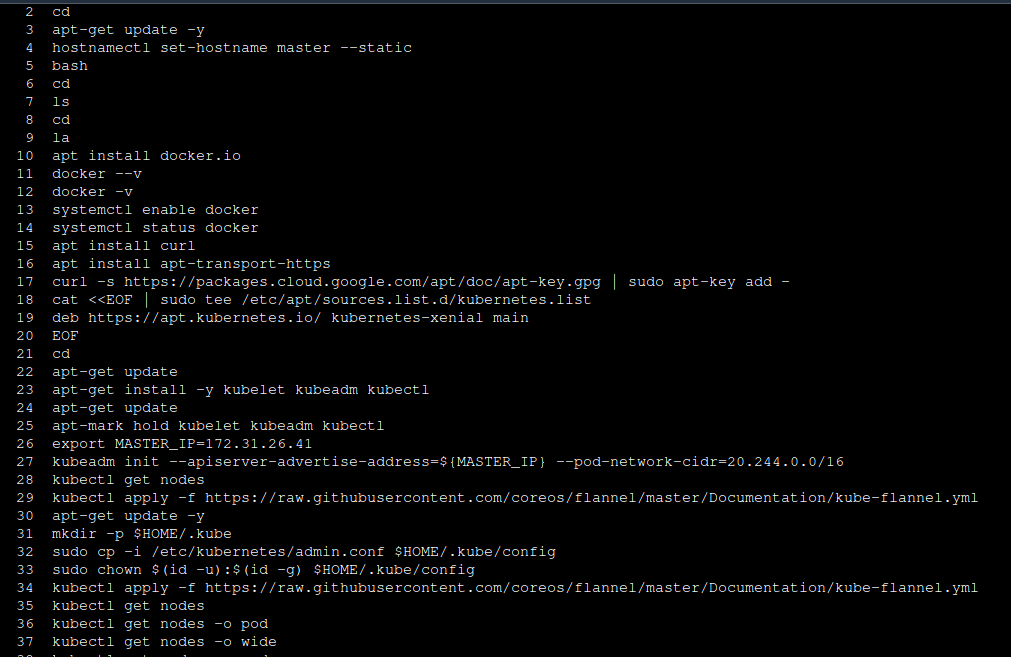 2 cd
3 apt-get update -y
4 hostnamectl set-hostname master --static
5 bash
6 cd
7 ls
8 cd
9 la
10 apt install docker.io
11 docker --v
12 docker -v
13 systemctl enable docker
14 systemctl status docker
15 apt install curl
16 apt install apt-transport-https
17 curl -s https://packages.cloud.google.com/apt/doc/apt-key.gpg | sudo apt-key add -
18 cat <<EOF | sudo tee /etc/apt/sources.list.d/kubernetes.list
19 deb https://apt.kubernetes.io/ kubernetes-xenial main
20 EOF
21 cd
22 apt-get update
23 apt-get install -y kubelet kubeadm kubectl
24 apt-get update
25 apt-mark hold kubelet kubeadm kubectl
26 export MASTER_IP=172.31.26.41
27 kubeadm init --apiserver-advertise-address=${MASTER_IP} --pod-network-cidr=20.244.0.0/16
28 kubectl get nodes
29 kubectl apply -f https://raw.githubusercontent.com/coreos/flannel/master/Documentation/kube-flannel.yml
30 apt-get update -y
31 mkdir -p $HOME/.kube
32 sudo cp -i /etc/kubernetes/admin.conf $HOME/.kube/config
33 sudo chown $(id -u):$(id -g) $HOME/.kube/config
34 kubectl apply -f https://raw.githubusercontent.com/coreos/flannel/master/Documentation/kube-flannel.yml
35 kubectl get nodes
36 kubectl get nodes -o pod
37 kubectl get nodes -o wide